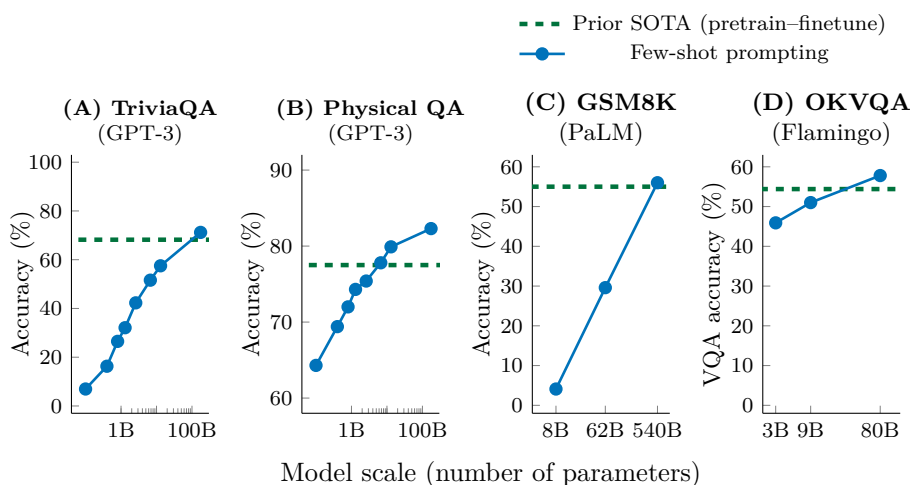 Prior SOTA (pretrain–finetune)
Few-shot prompting
(A) TriviaQA
(GPT-3)
(B) Physical QA
(GPT-3)
(C) GSM8K
(PaLM)
(D) OKVQA
(Flamingo)
Accuracy (%)
100
80
60
40
20
0
1B 100B
Accuracy (%)
90
80
70
60
1B 100B
Accuracy (%)
60
50
40
30
20
10
0
8B 62B 540B
VQA accuracy (%)
60
50
40
30
20
10
0
3B 9B 80B
Model scale (number of parameters)